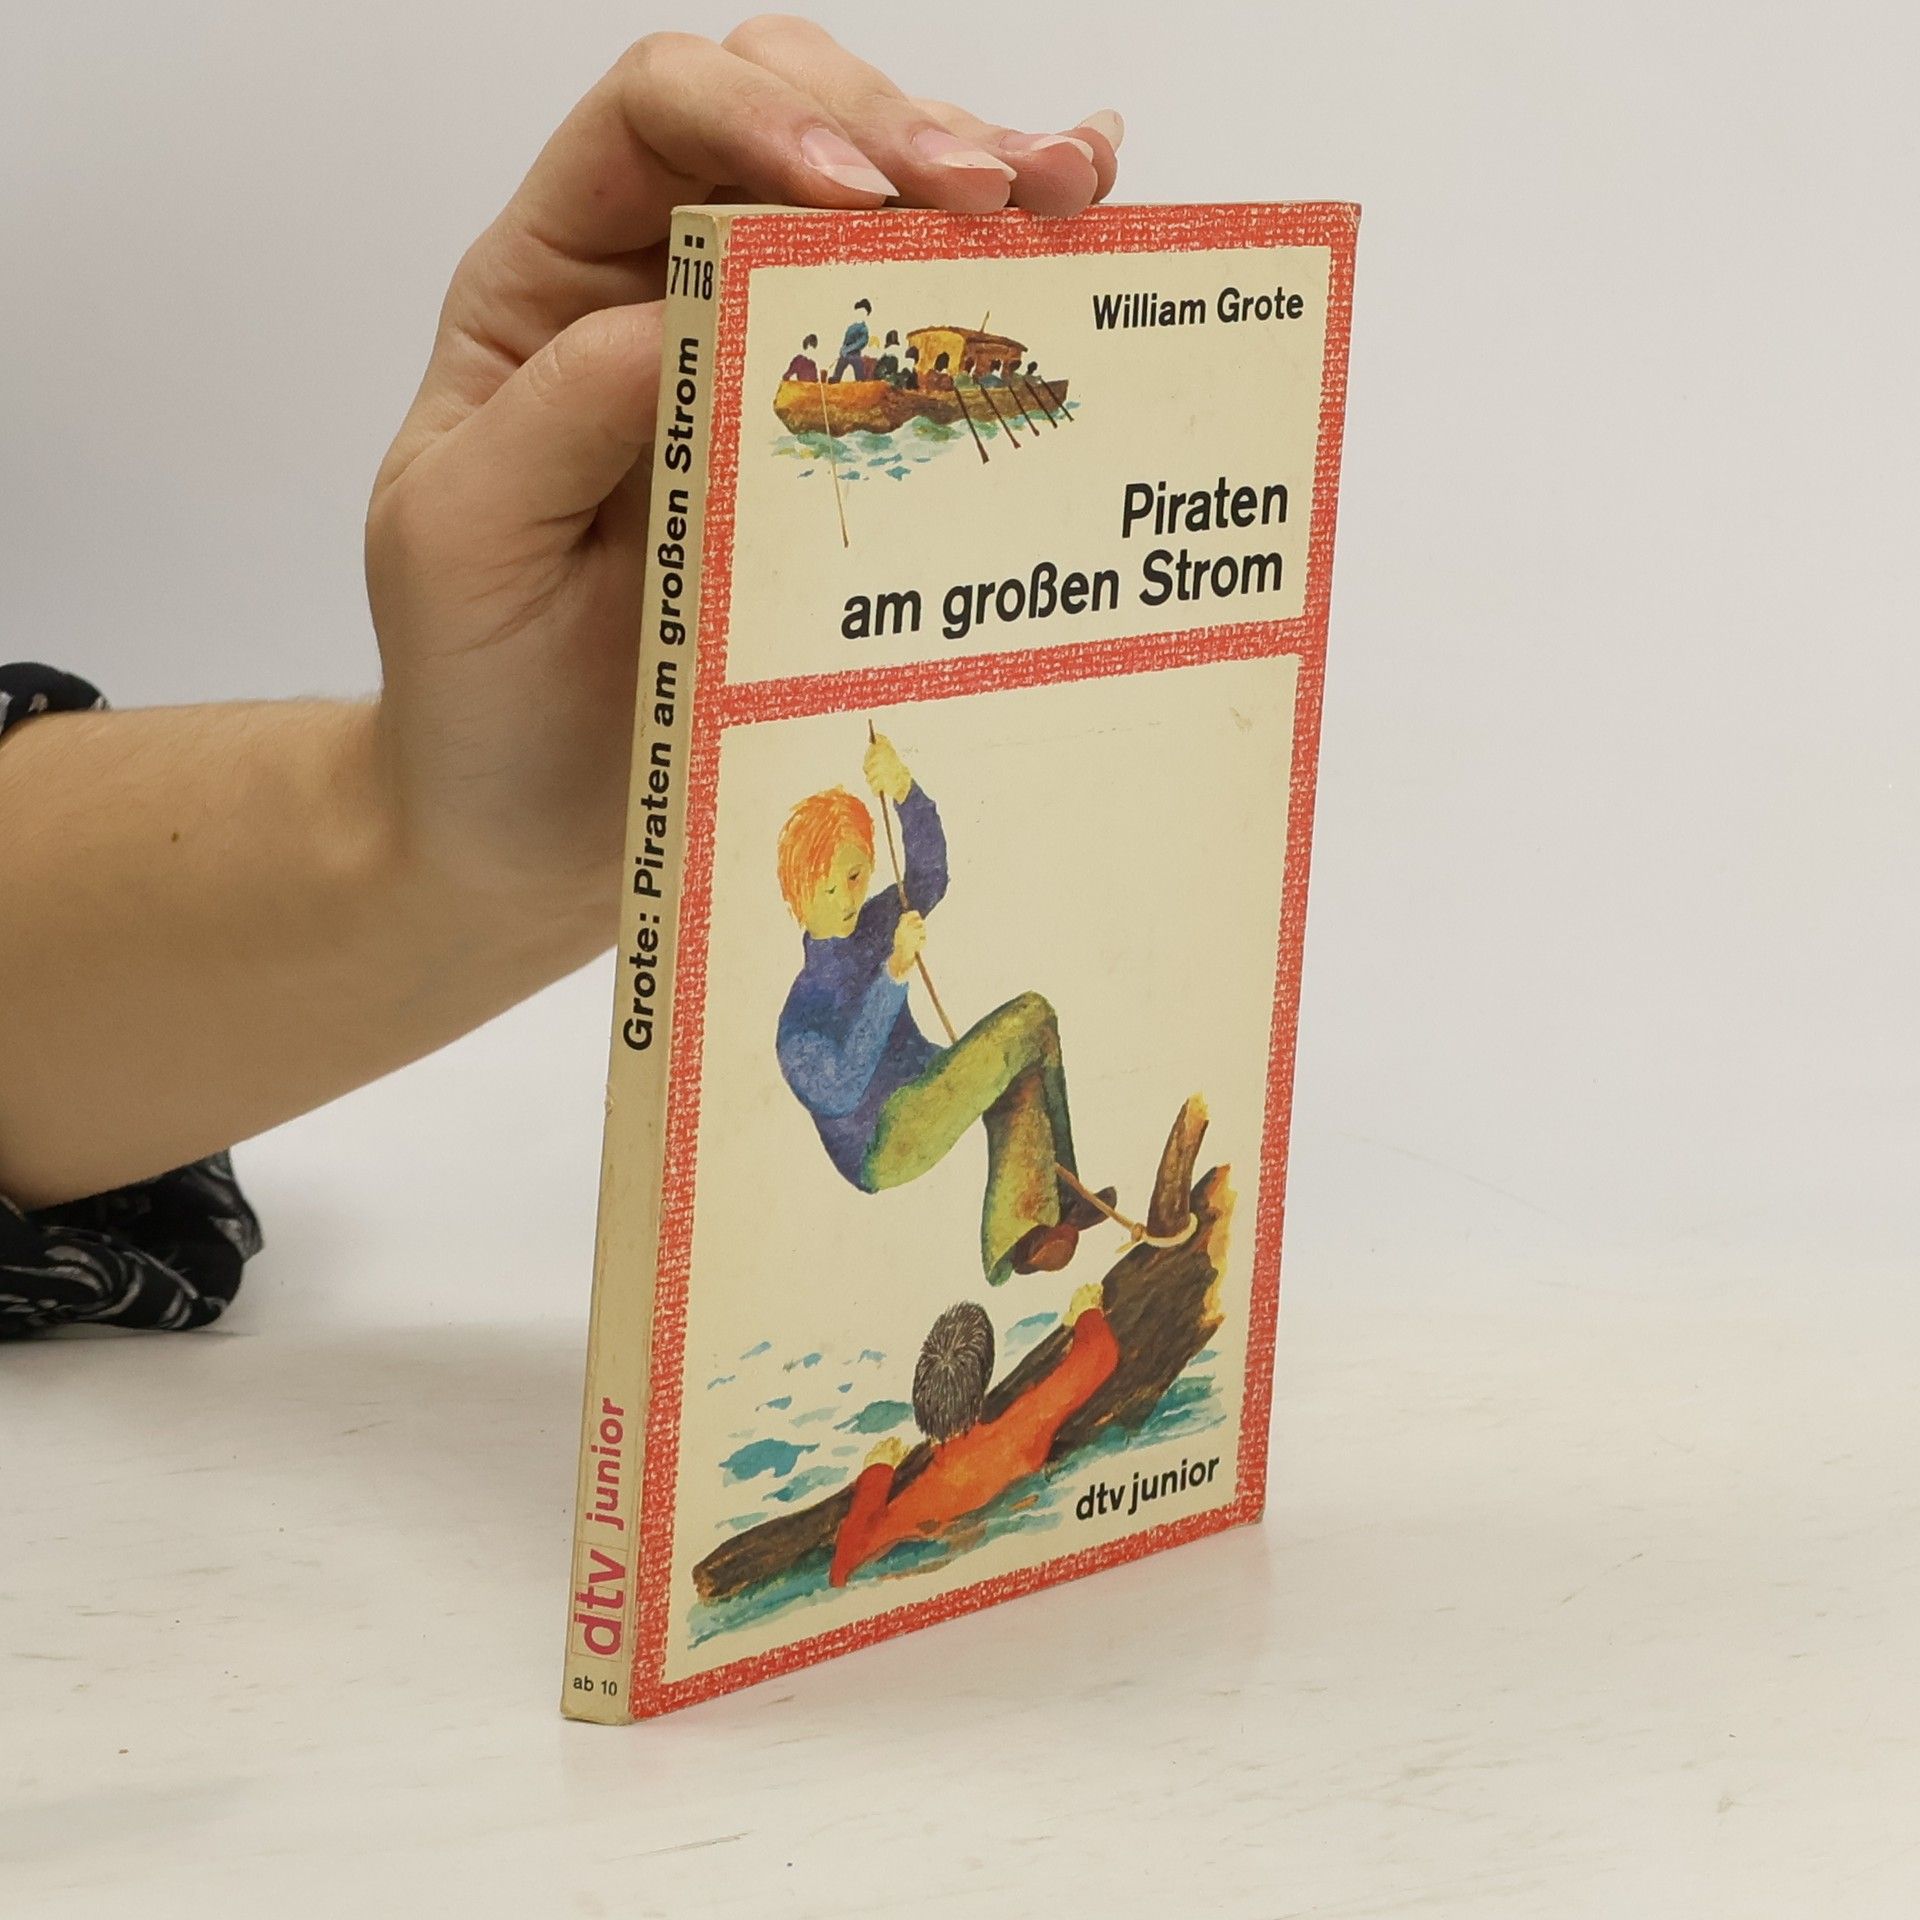 7118
Grote: Piraten am großen Strom
dtv junior
ab 10
William Grote
Piraten
am großen Strom
dtv junior